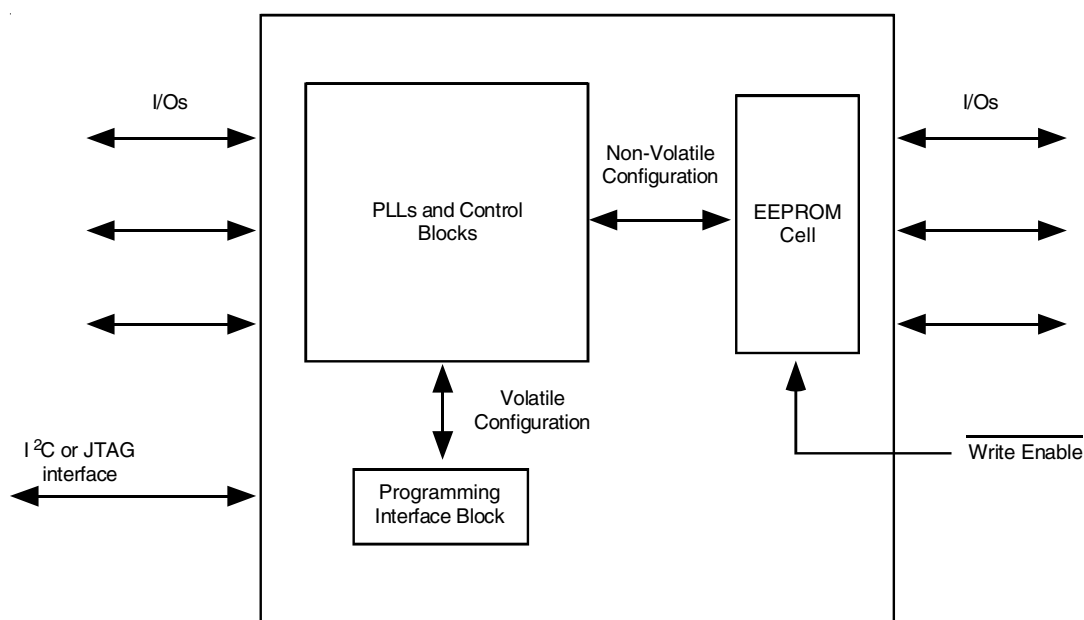 I/Os
I/Os
Non-Volatile
Configuration
PLLs and Control
Blocks
EEPROM
Cell
Volatile
Configuration
I ²C or JTAG
interface
Write Enable
Programming
Interface Block